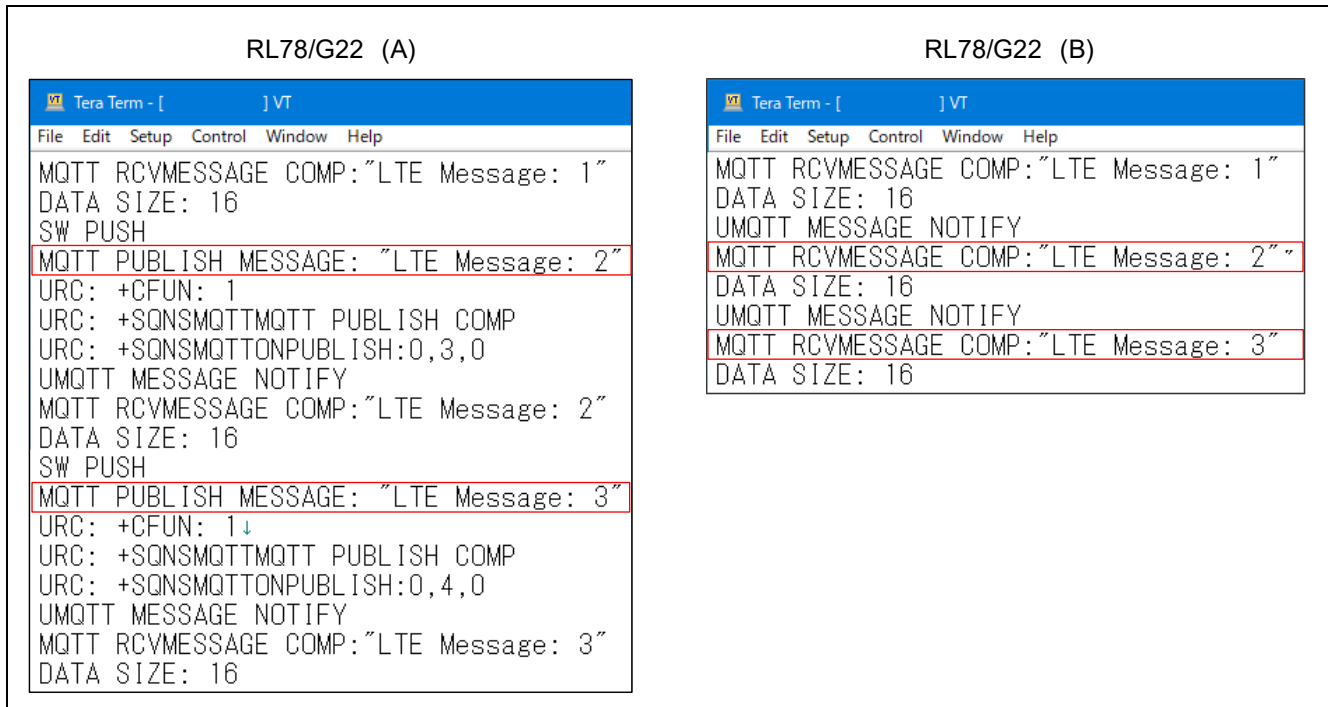 RL78/G22 (A)
Tera Term - [ ] VT
File Edit Setup Control Window Help
MQTT RCVMESSAGE COMP:"LTE Message: 1"
DATA SIZE: 16
SW PUSH
MQTT PUBLISH MESSAGE: "LTE Message: 2"
URC: +CFUN: 1
URC: +SQNSMQTTMQTT PUBLISH COMP
URC: +SQNSMQTTONPUBLISH:0,3,0
UMQTT MESSAGE NOTIFY
MQTT RCVMESSAGE COMP:"LTE Message: 2"
DATA SIZE: 16
SW PUSH
MQTT PUBLISH MESSAGE: "LTE Message: 3"
URC: +CFUN: 1↓
URC: +SQNSMQTTMQTT PUBLISH COMP
URC: +SQNSMQTTONPUBLISH:0,4,0
UMQTT MESSAGE NOTIFY
MQTT RCVMESSAGE COMP:"LTE Message: 3"
DATA SIZE: 16
RL78/G22 (B)
Tera Term - [ ] VT
File Edit Setup Control Window Help
MQTT RCVMESSAGE COMP:"LTE Message: 1"
DATA SIZE: 16
UMQTT MESSAGE NOTIFY
MQTT RCVMESSAGE COMP:"LTE Message: 2""
DATA SIZE: 16
UMQTT MESSAGE NOTIFY
MQTT RCVMESSAGE COMP:"LTE Message: 3"
DATA SIZE: 16